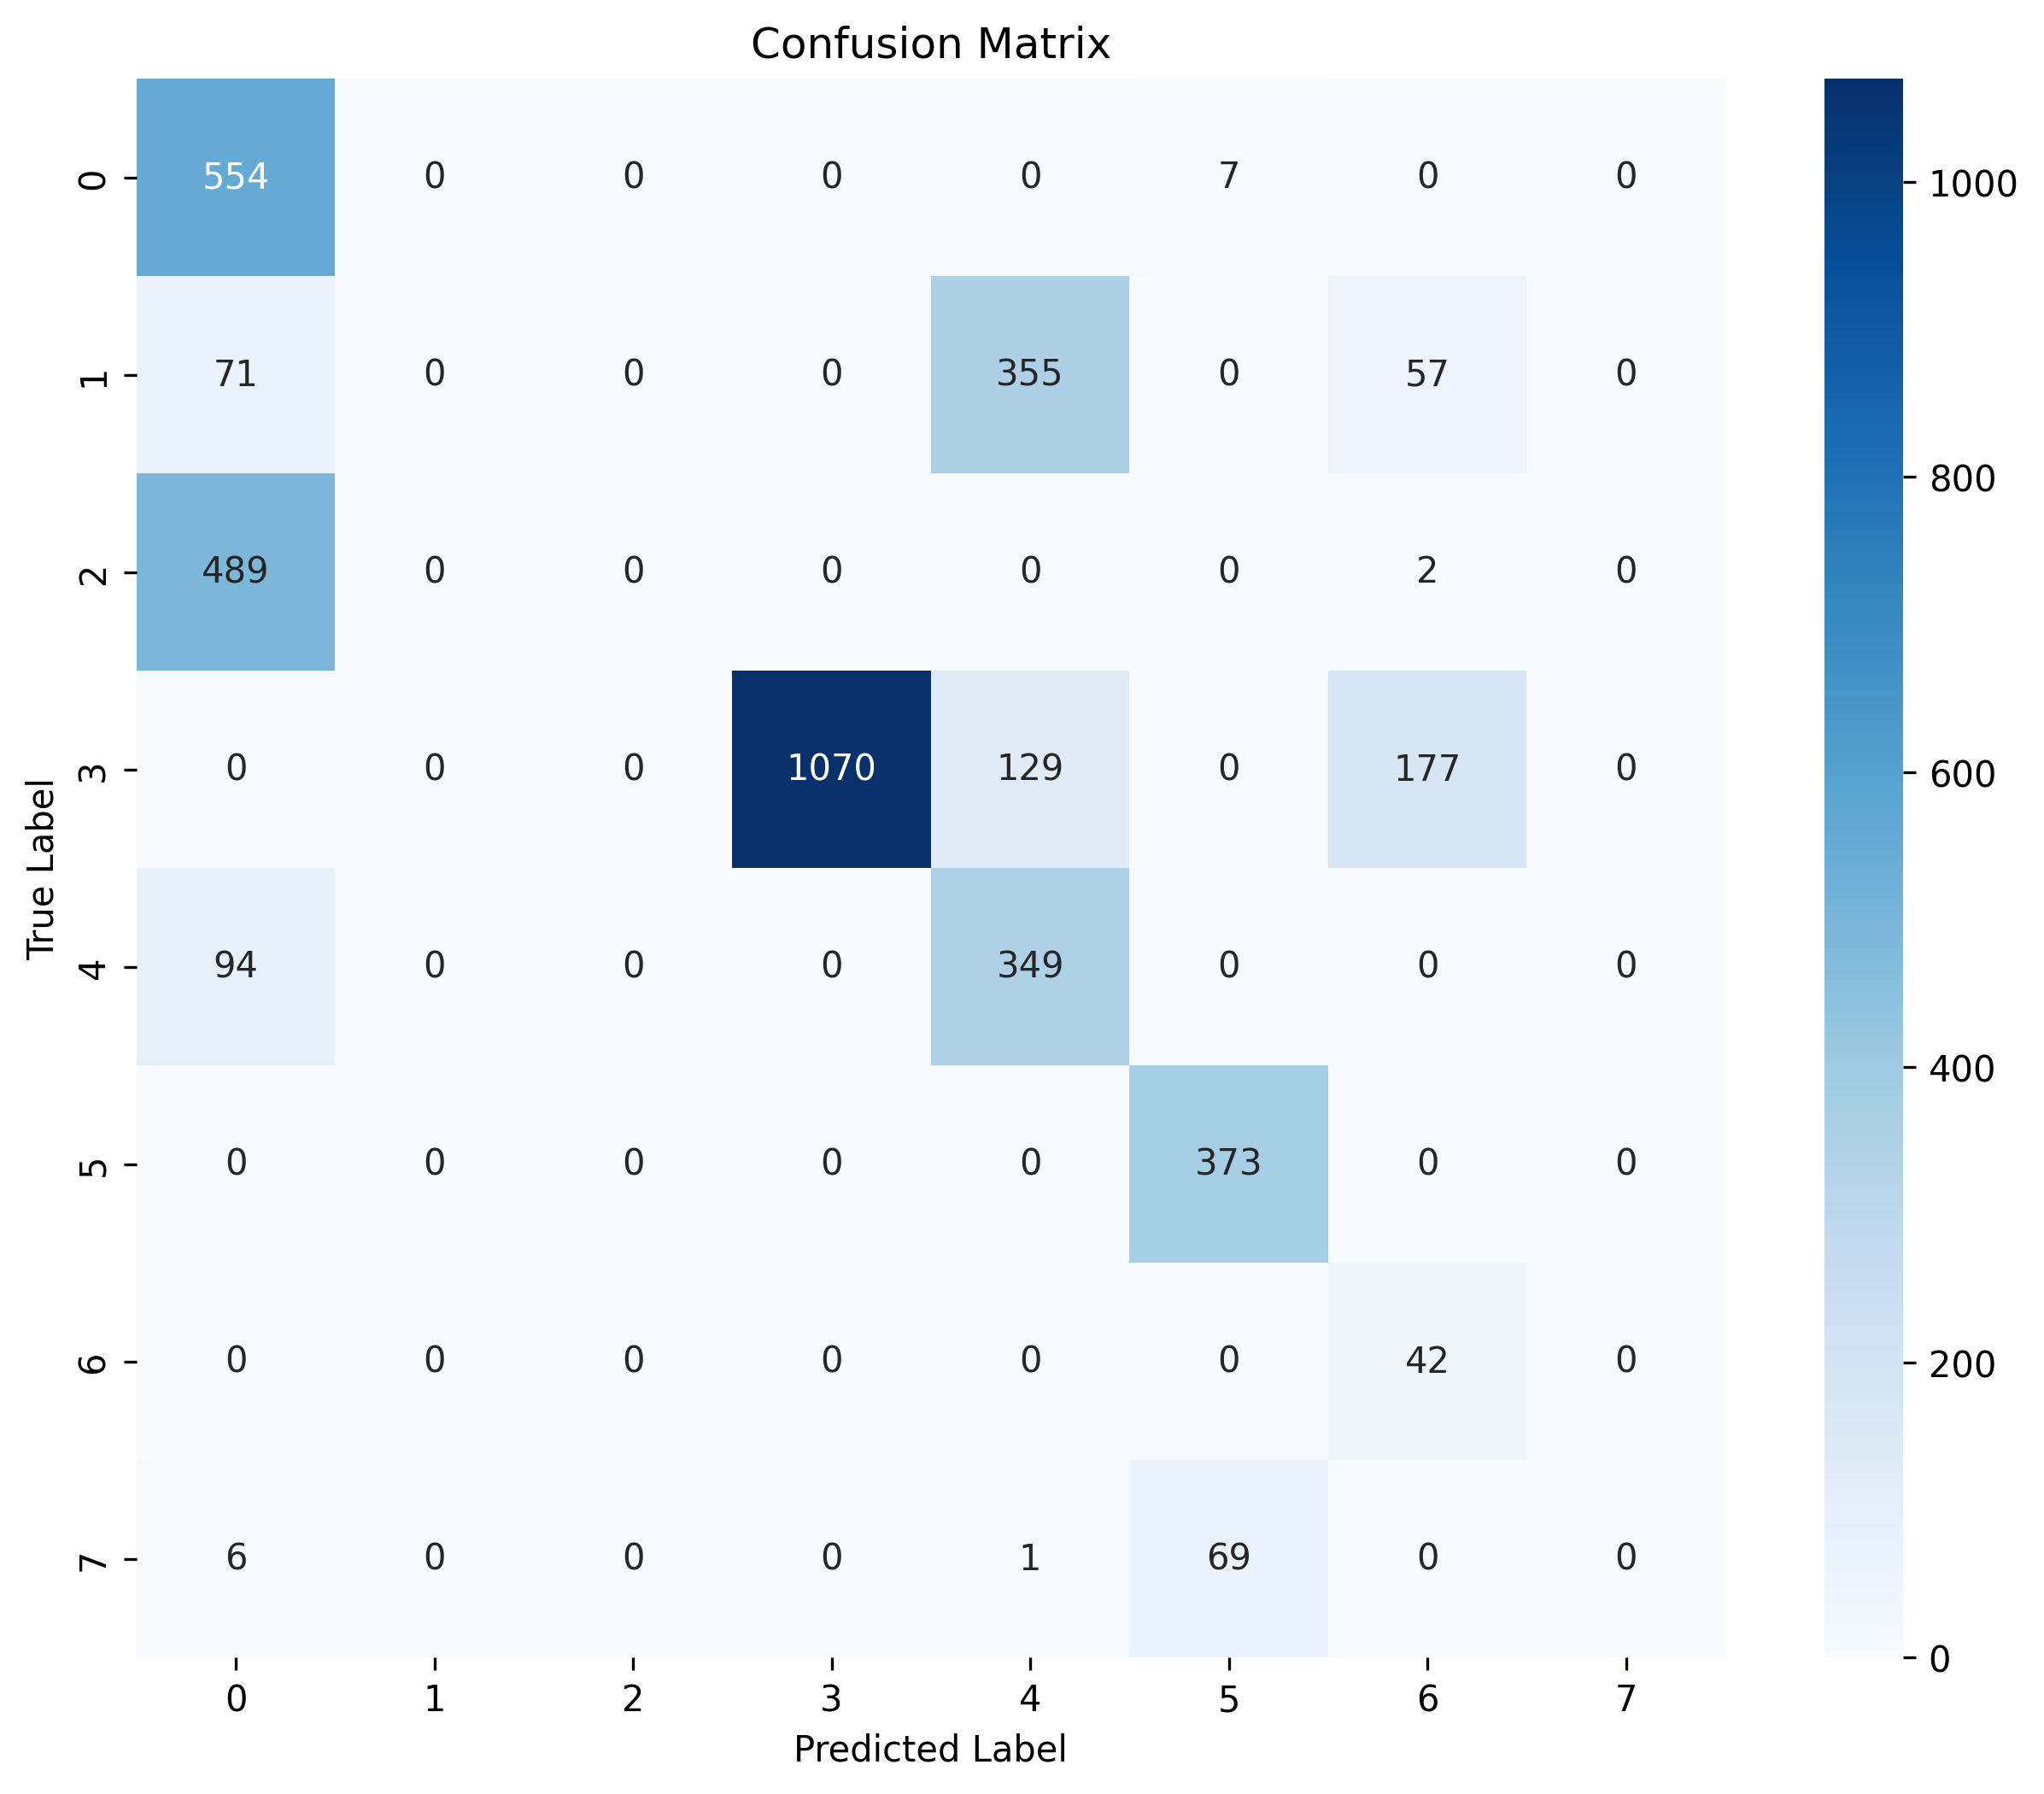 Confusion Matrix
0 554 0 0 0 0 7 0 0
1 71 0 0 0 355 0 57 0
2 489 0 0 0 0 0 2 0
3 0 0 0 1070 129 0 177 0
4 94 0 0 0 349 0 0 0
5 0 0 0 0 0 373 0 0
6 0 0 0 0 0 0 42 0
7 6 0 0 0 1 69 0 0
0 1 2 3 4 5 6 7
Predicted Label
True Label
1000
800
600
400
200
0